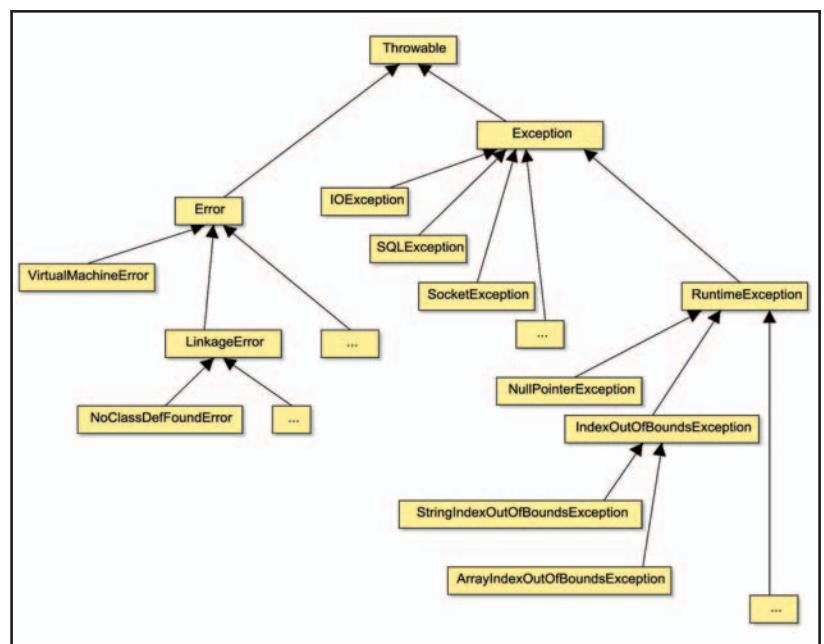 Throwable
Exception
IOException
Error
SQLException
VirtualMachineError
SocketException
RuntimeException
...
LinkageError
...
NullPointerException
NoClassDefFoundError
...
IndexOutOfBoundsException
StringIndexOutOfBoundsException
ArrayIndexOutOfBoundsException
...